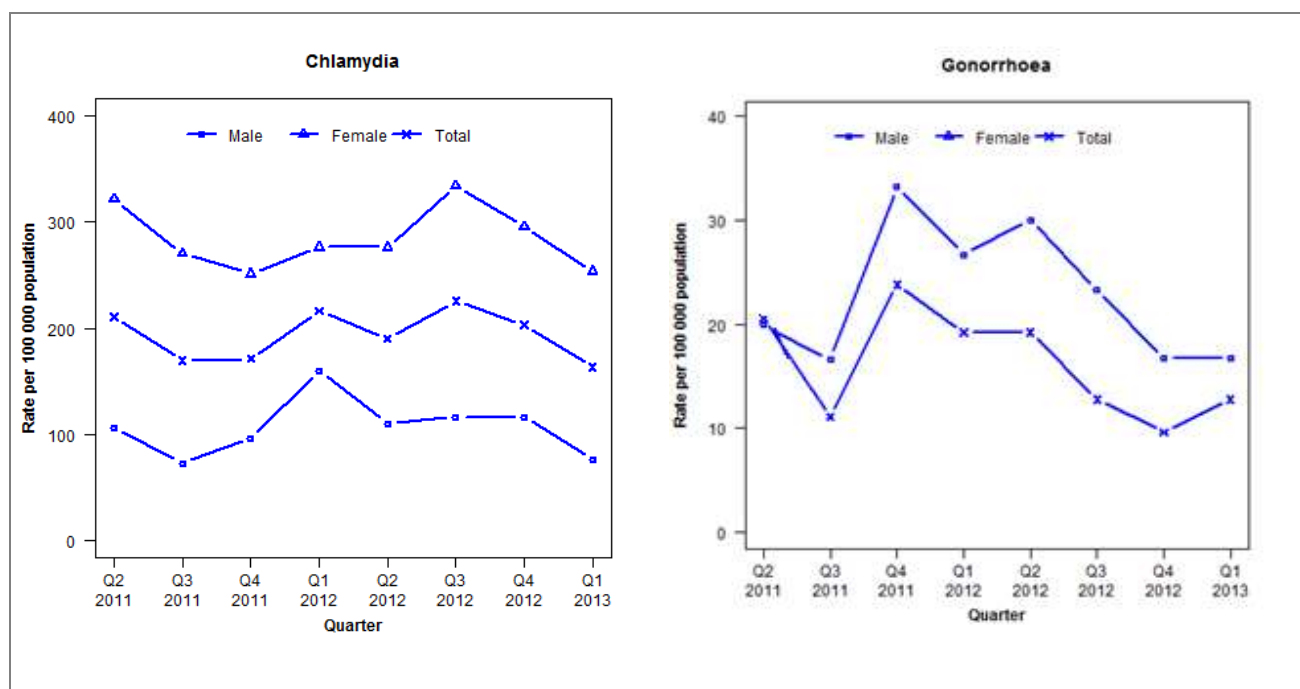 Chlamydia
Male Female Total
400
300
200
100
0
Rate per 100 000 population
Q2 Q3 Q4 Q1 Q2 Q3 Q4 Q1
2011 2011 2011 2012 2012 2012 2012 2013
Quarter
Gonorrhoea
Male Female Total
40
30
20
10
0
Rate per 100 000 population
Q2 Q3 Q4 Q1 Q2 Q3 Q4 Q1
2011 2011 2011 2012 2012 2012 2012 2013
Quarter